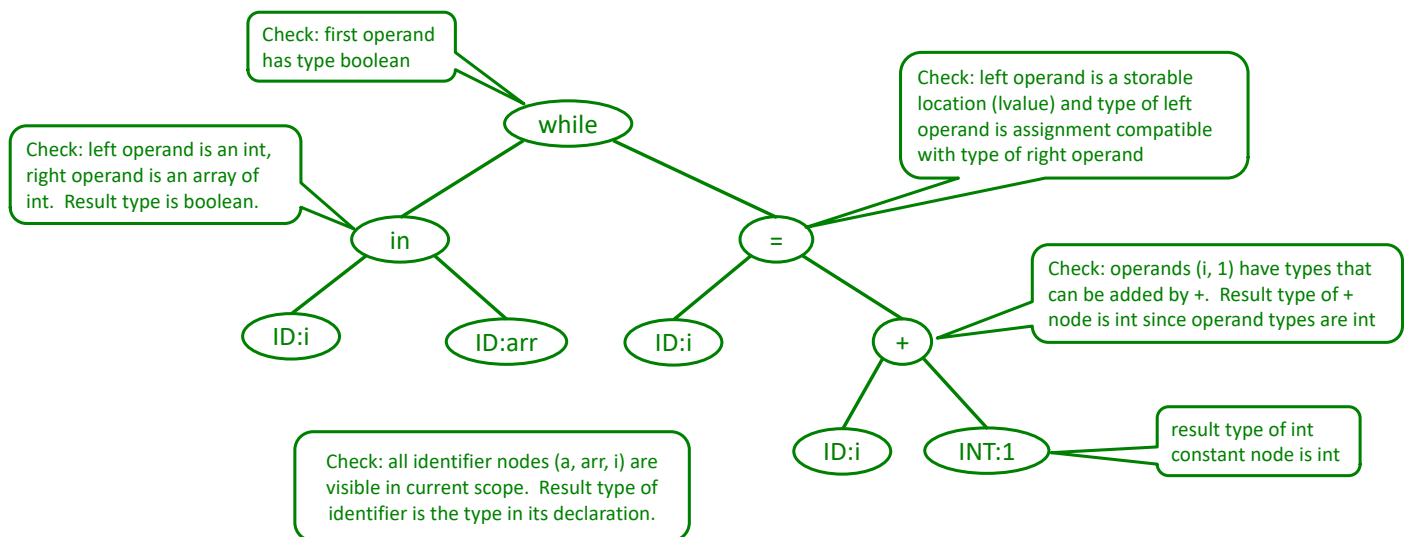 Check: first operand
has type boolean
while
Check: left operand is a storable
location (lvalue) and type of left
operand is assignment compatible
with type of right operand
Check: left operand is an int,
right operand is an array of
int. Result type is boolean.
in
=
Check: operands (i, 1) have types that
can be added by +. Result type of +
node is int since operand types are int
ID:i
ID:arr
ID:i
+
ID:i
INT:1
result type of int
constant node is int
Check: all identifier nodes (a, arr, i) are
visible in current scope. Result type of
identifier is the type in its declaration.